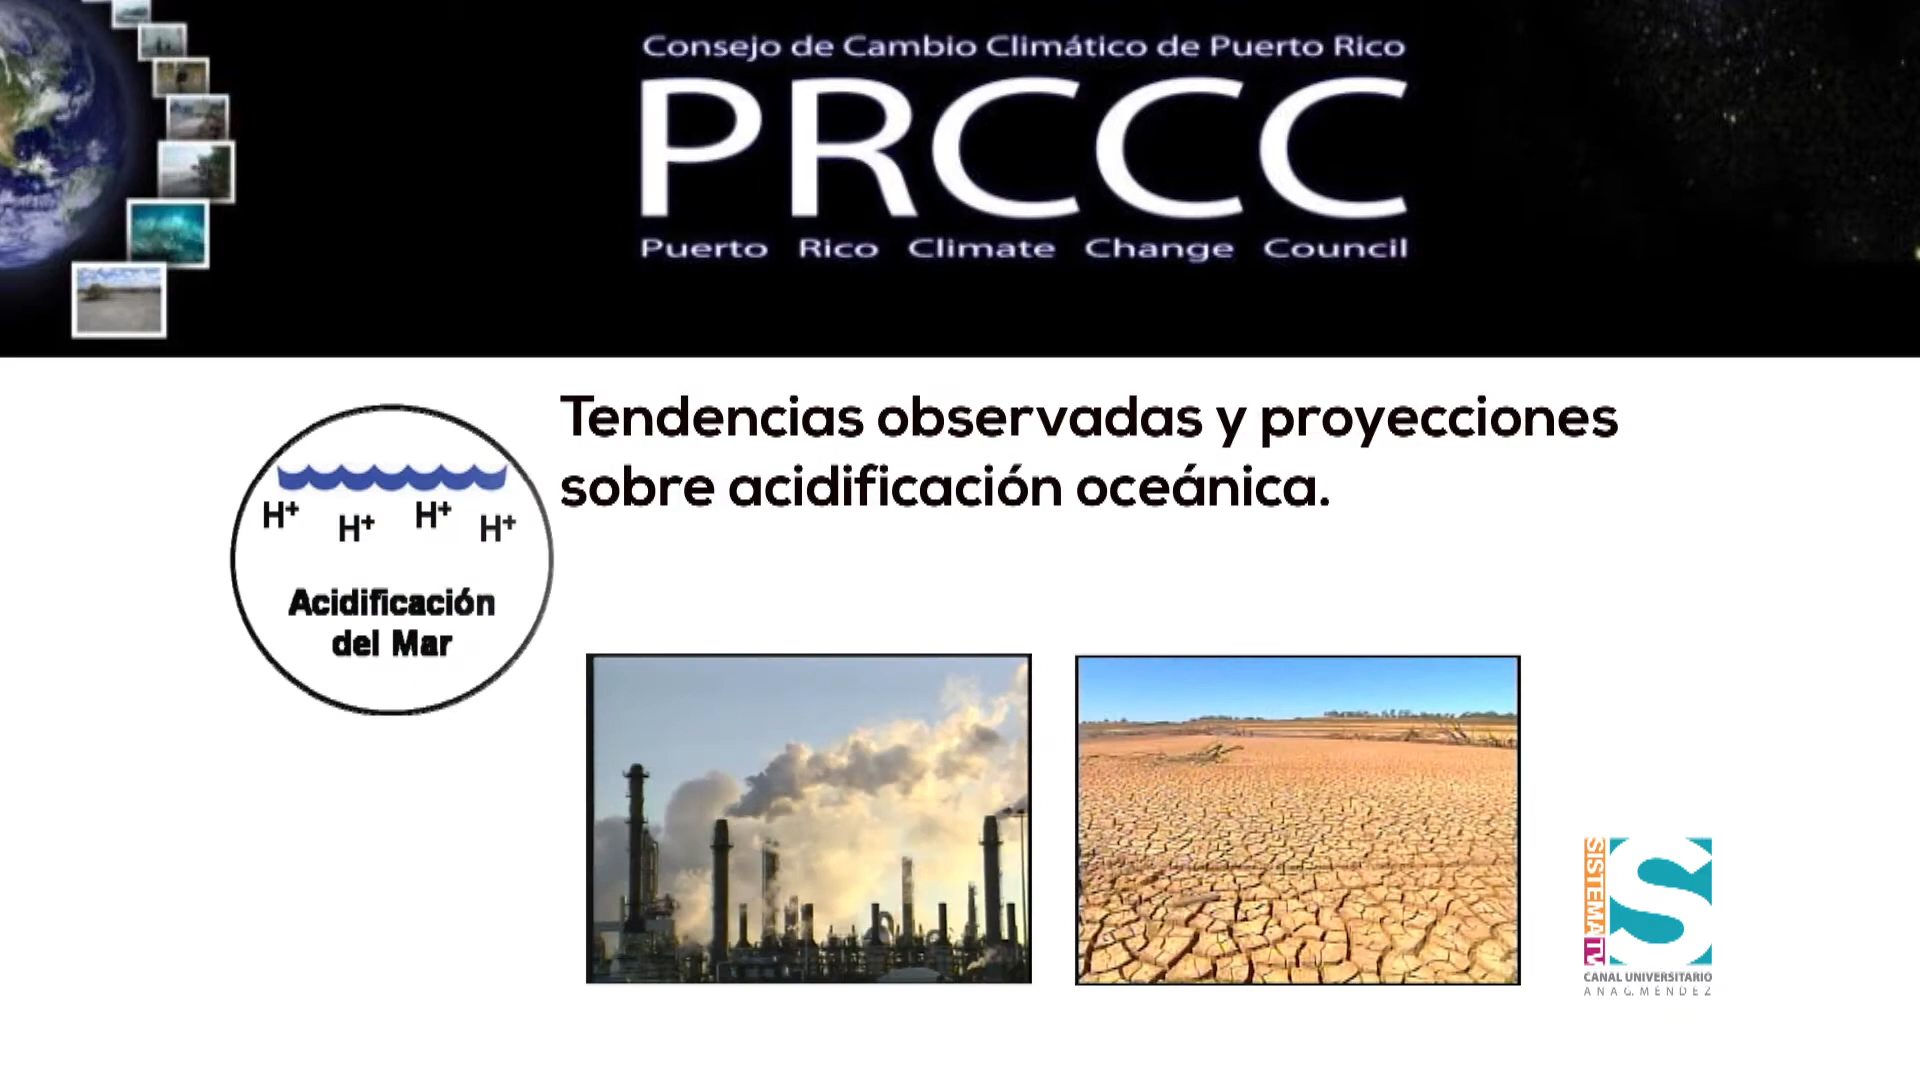 Consejo de Cambio Climático de Puerto Rico
PRCCC
Puerto Rico Climate Change Council
Tendencias observadas y proyecciones
sobre acidificación oceánica.
H+ H+ H+ H+
Acidificación
del Mar
SISTEMA TV
S
CANAL UNIVERSITARIO
ANA G. MÉNDEZ